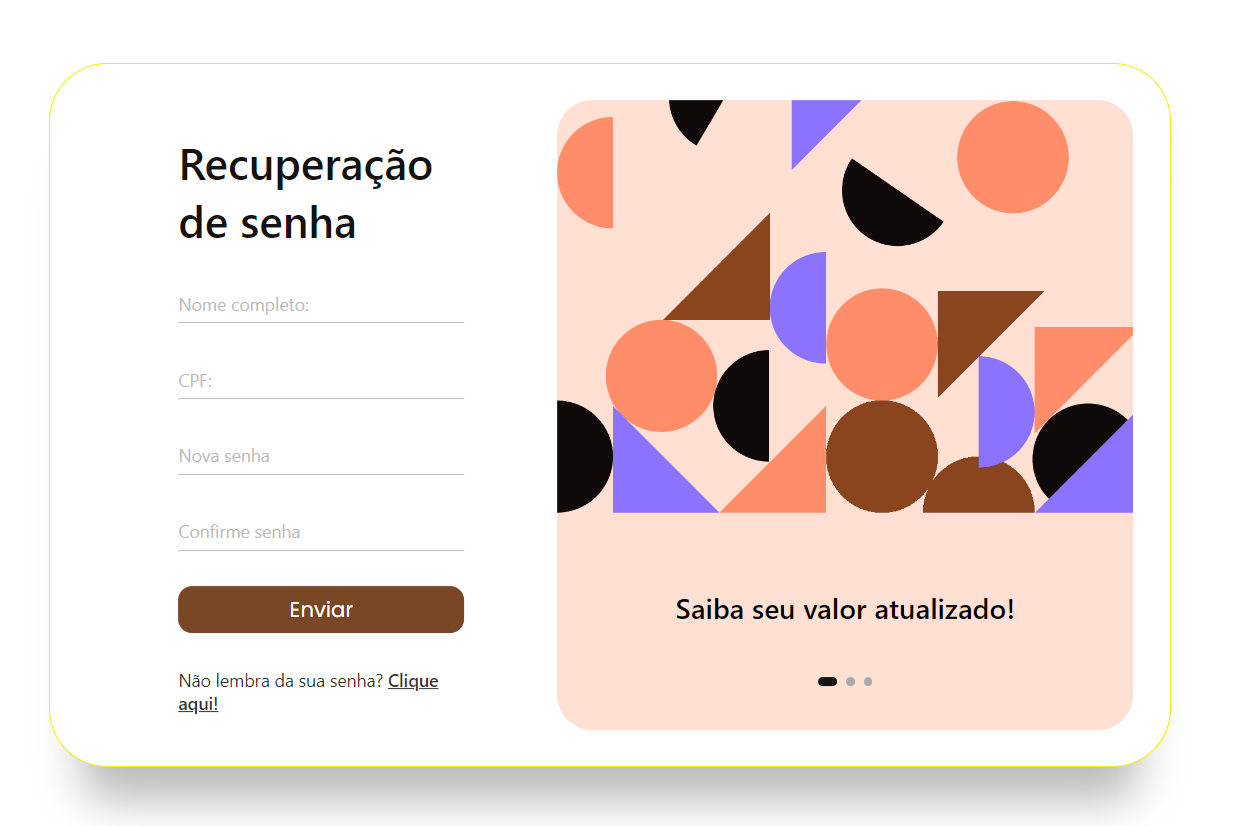 Recuperação
de senha
Nome completo:
CPF:
Nova senha
Confirme senha
Enviar
Não lembra da sua senha? Clique
aqui!
Saiba seu valor atualizado!